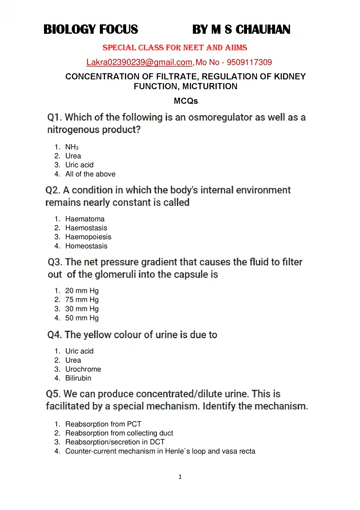 BIOLOGY FOCUS BY M S CHAUHAN
SPECIAL CLASS FOR NEET AND AIIMS
Lakra02390239@gmail.com,Mo No - 9509117309
CONCENTRATION OF FILTRATE, REGULATION OF KIDNEY
FUNCTION, MICTURITION
MCQs
Q1. Which of the following is an osmoregulator as well as a
nitrogenous product?
1. NH₃
2. Urea
3. Uric acid
4. All of the above
Q2. A condition in which the body's internal environment
remains nearly constant is called
1. Haematoma
2. Haemostasis
3. Haemopoiesis
4. Homeostasis
Q3. The net pressure gradient that causes the fluid to filter
out of the glomeruli into the capsule is
1. 20 mm Hg
2. 75 mm Hg
3. 30 mm Hg
4. 50 mm Hg
Q4. The yellow colour of urine is due to
1. Uric acid
2. Urea
3. Urochrome
4. Bilirubin
Q5. We can produce concentrated/dilute urine. This is
facilitated by a special mechanism. Identify the mechanism.
1. Reabsorption from PCT
2. Reabsorption from collecting duct
3. Reabsorption/secretion in DCT
4. Counter-current mechanism in Henle`s loop and vasa recta
1